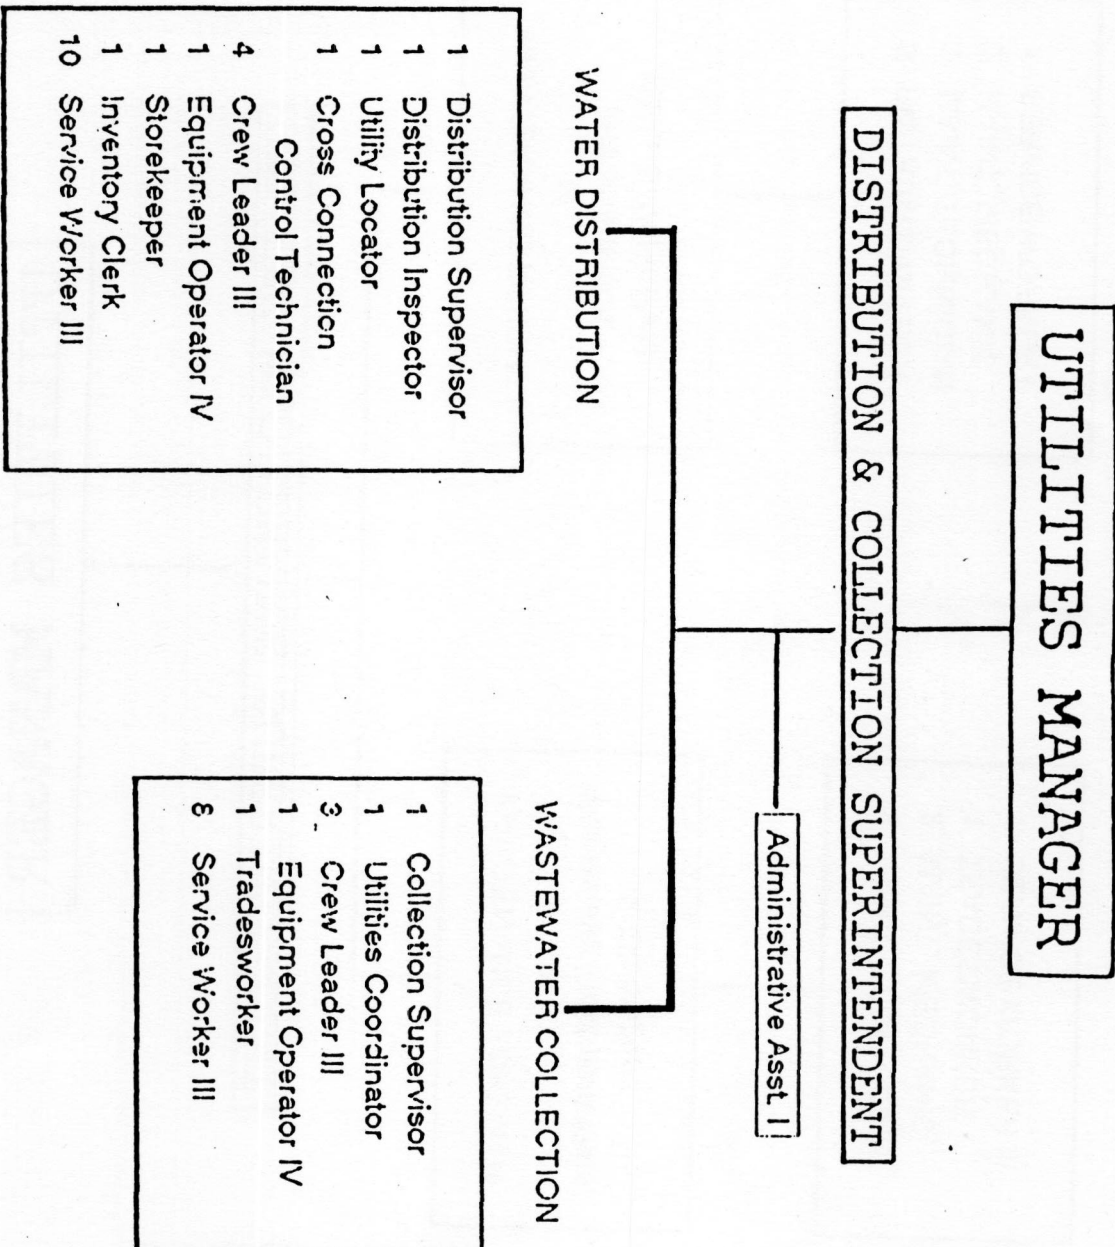 UTILITIES MANAGER
DISTRIBUTION & COLLECTION SUPERINTENDENT
Administrative Asst. I
WATER DISTRIBUTION
1 Distribution Supervisor
1 Distribution Inspector
1 Utility Locator
1 Cross Connection
Control Technician
4 Crew Leader III
1 Equipment Operator IV
1 Storekeeper
1 Inventory Clerk
10 Service Worker III
WASTEWATER COLLECTION
1 Collection Supervisor
1 Utilities Coordinator
3 Crew Leader III
1 Equipment Operator IV
1 Tradesworker
8 Service Worker III